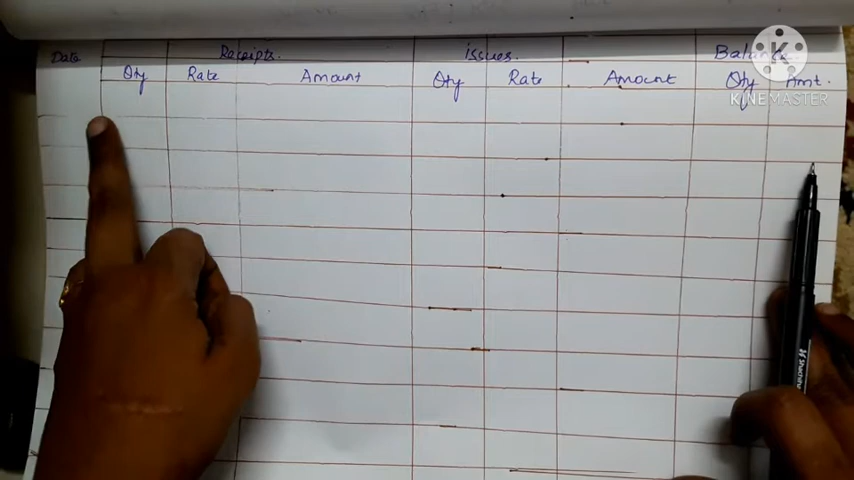 Date Receipts. issues. Balance
Qty Rate Amount Qty Rate Amount Qty Amt.
KINEMASTER